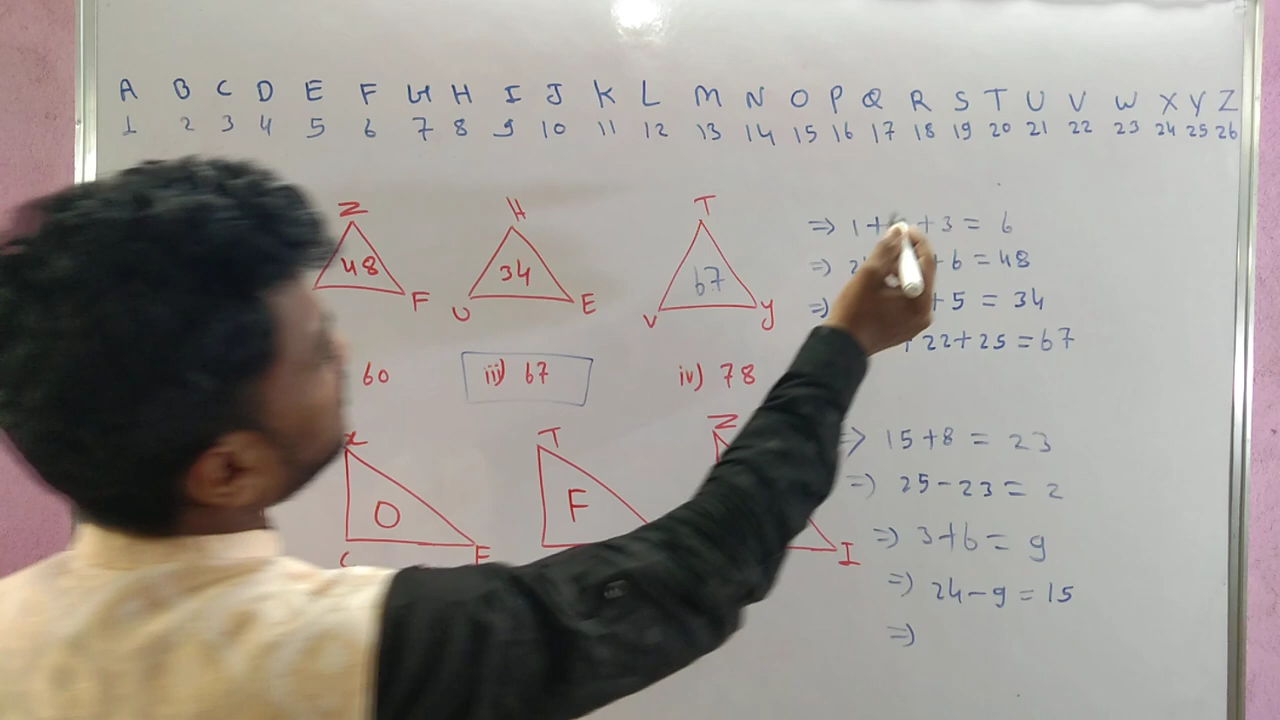 A B C D E F G H I J K L M N O P Q R S T U V W X Y Z
1 2 3 4 5 6 7 8 9 10 11 12 13 14 15 16 17 18 19 20 21 22 23 24 25 26
Z H T
48 34 67
F U E V Y
⇒ 1+ +3 = 6
⇒ +6 = 48
⇒ +5 = 34
+22+25 = 67
60 iii) 67 iv) 78
x T Z
O F
C F I
⇒ 15+8 = 23
⇒ 25-23 = 2
⇒ 3+6 = 9
⇒ 24-9 = 15
⇒